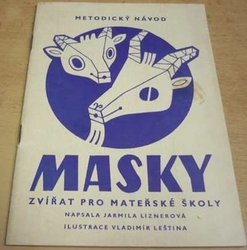 METODICKÝ NÁVOD
MASKY
ZVÍŘAT PRO MATEŘSKÉ ŠKOLY
NAPSALA JARMILA LIZNEROVÁ
ILUSTRACE VLADIMÍR LEŠTINA